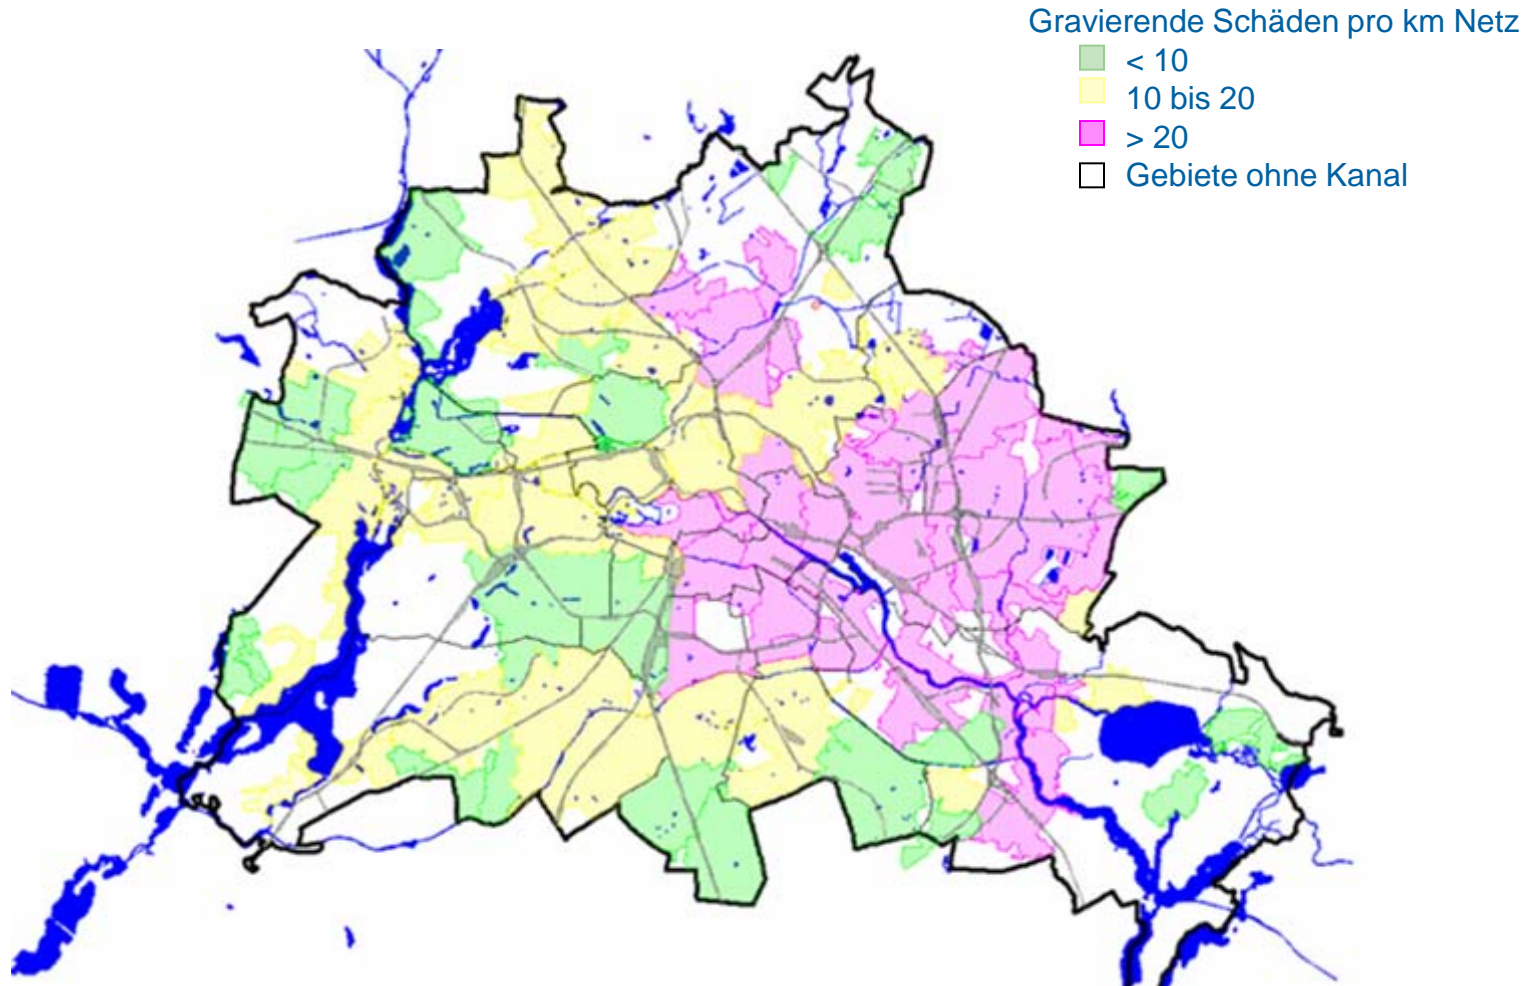 Gravierende Schäden pro km Netz
< 10
10 bis 20
> 20
Gebiete ohne Kanal